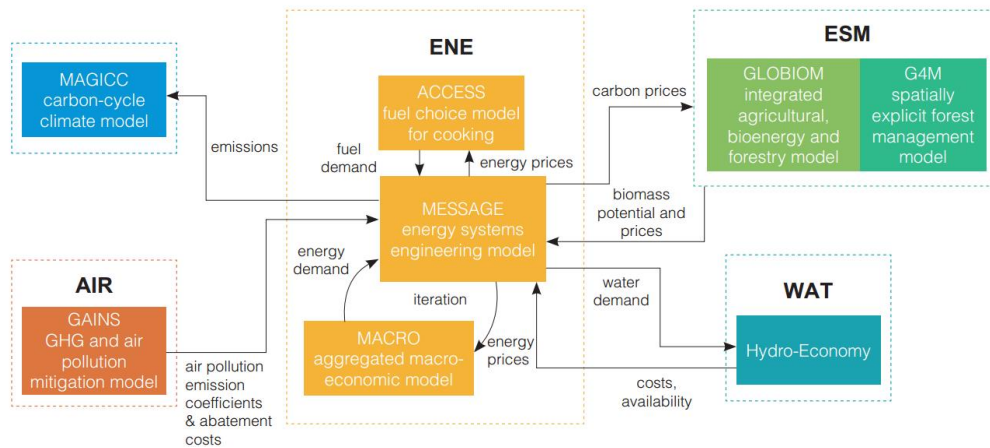 ENE
ESM
MAGICC
carbon-cycle
climate model
ACCESS
fuel choice model
for cooking
GLOBIOM
integrated
agricultural,
bioenergy and
forestry model
G4M
spatially
explicit forest
management
model
carbon prices
emissions
fuel
demand
energy prices
MESSAGE
energy systems
engineering model
biomass
potential and
prices
energy
demand
iteration
water
demand
AIR
WAT
GAINS
GHG and air
pollution
mitigation model
MACRO
aggregated macro-
economic model
energy
prices
Hydro-Economy
air pollution
emission
coefficients
& abatement
costs
costs,
availability